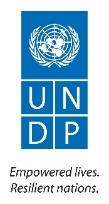 U N
D P
Empowered lives.
Resilient nations.